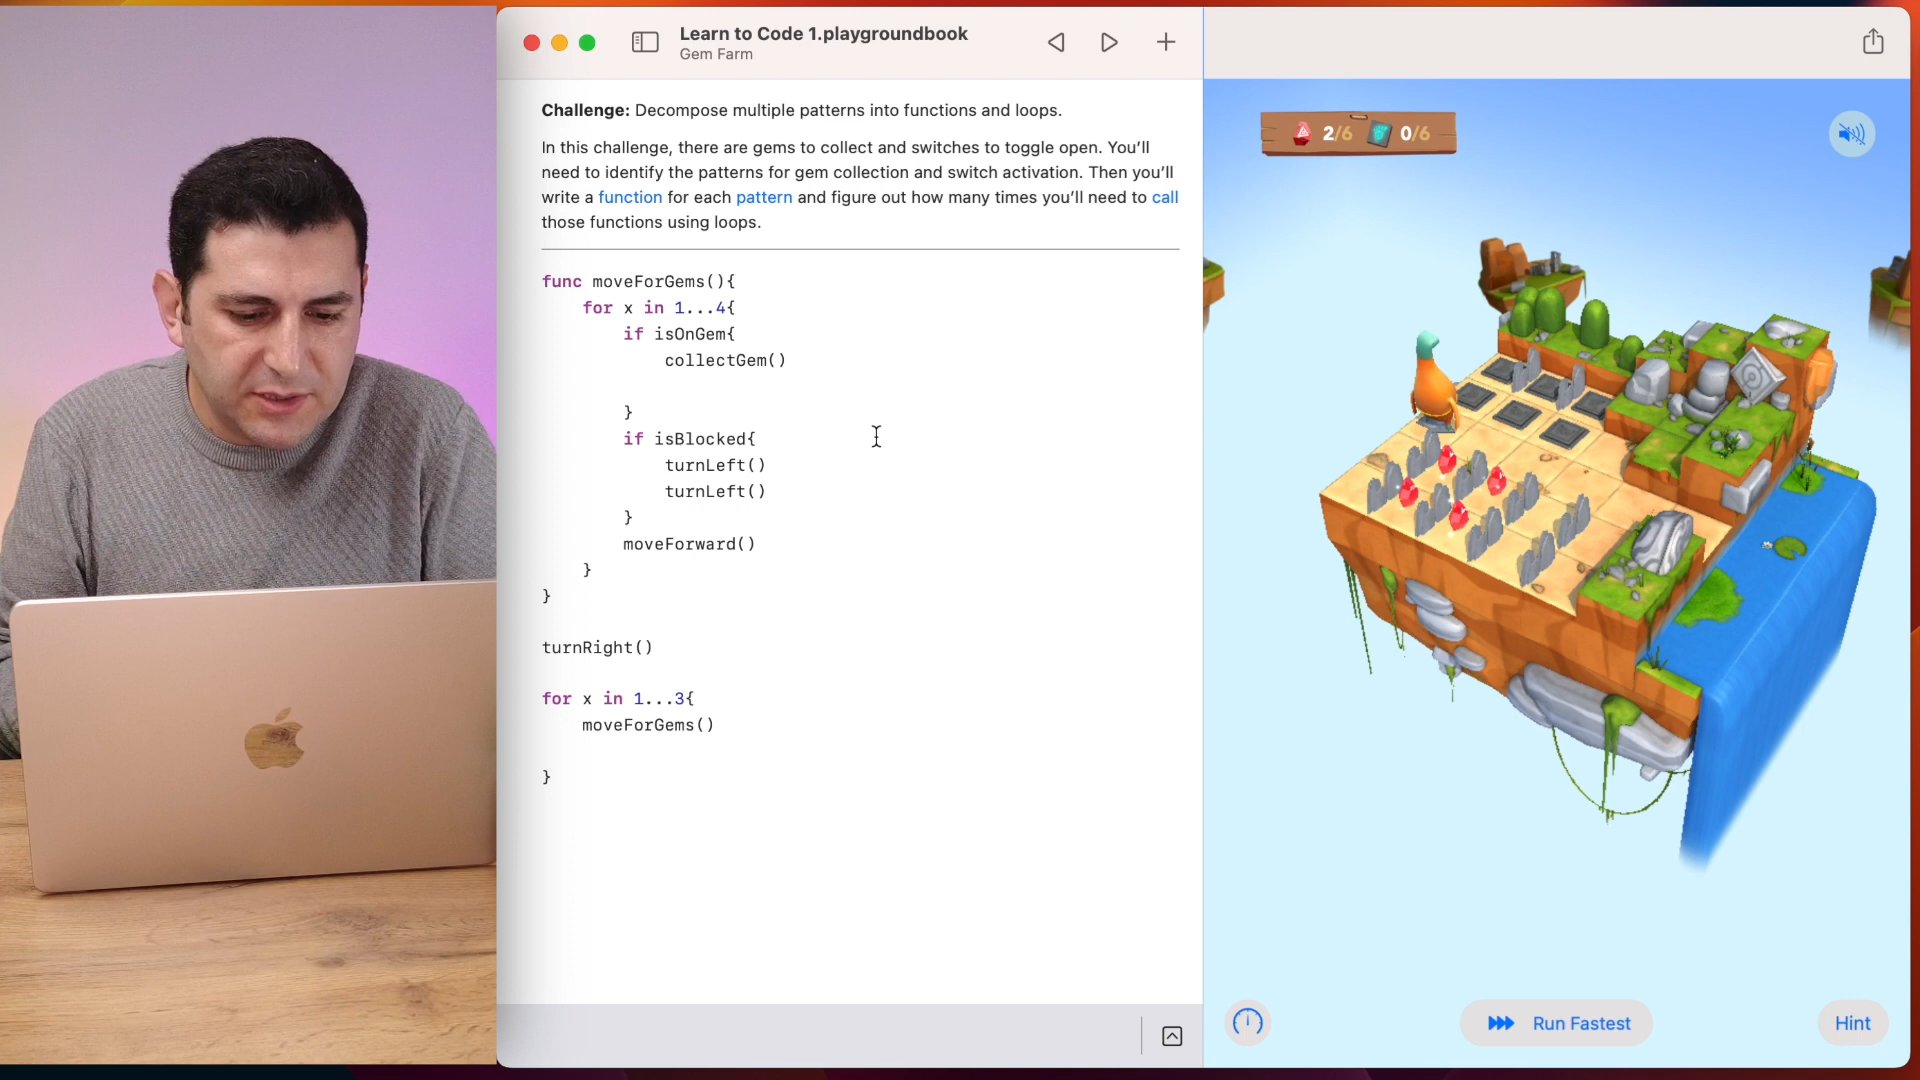 Learn to Code 1.playgroundbook
Gem Farm
Challenge: Decompose multiple patterns into functions and loops.
In this challenge, there are gems to collect and switches to toggle open. You’ll
need to identify the patterns for gem collection and switch activation. Then you’ll
write a function for each pattern and figure out how many times you’ll need to call
those functions using loops.
func moveForGems(){
for x in 1...4{
if isOnGem{
collectGem()
}
if isBlocked{
turnLeft()
turnLeft()
}
moveForward()
}
}
turnRight()
for x in 1...3{
moveForGems()
}
2/6 0/6
Run Fastest
Hint